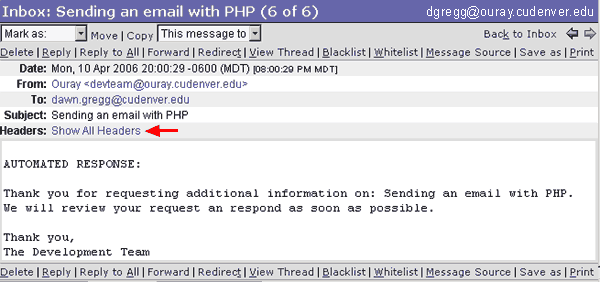 Inbox: Sending an email with PHP (6 of 6) dgregg@ouray.cudenver.edu
Mark as: Move | Copy This message to Back to Inbox
Delete | Reply | Reply to All | Forward | Redirect | View Thread | Blacklist | Whitelist | Message Source | Save as | Print
Date: Mon, 10 Apr 2006 20:00:29 -0600 (MDT) [08:00:29 PM MDT]
From: Ouray <devteam@ouray.cudenver.edu>
To: dawn.gregg@cudenver.edu
Subject: Sending an email with PHP
Headers: Show All Headers
AUTOMATED RESPONSE:
Thank you for requesting additional information on: Sending an email with PHP.
We will review your request an respond as soon as possible.
Thank you,
The Development Team
Delete | Reply | Reply to All | Forward | Redirect | View Thread | Blacklist | Whitelist | Message Source | Save as | Print